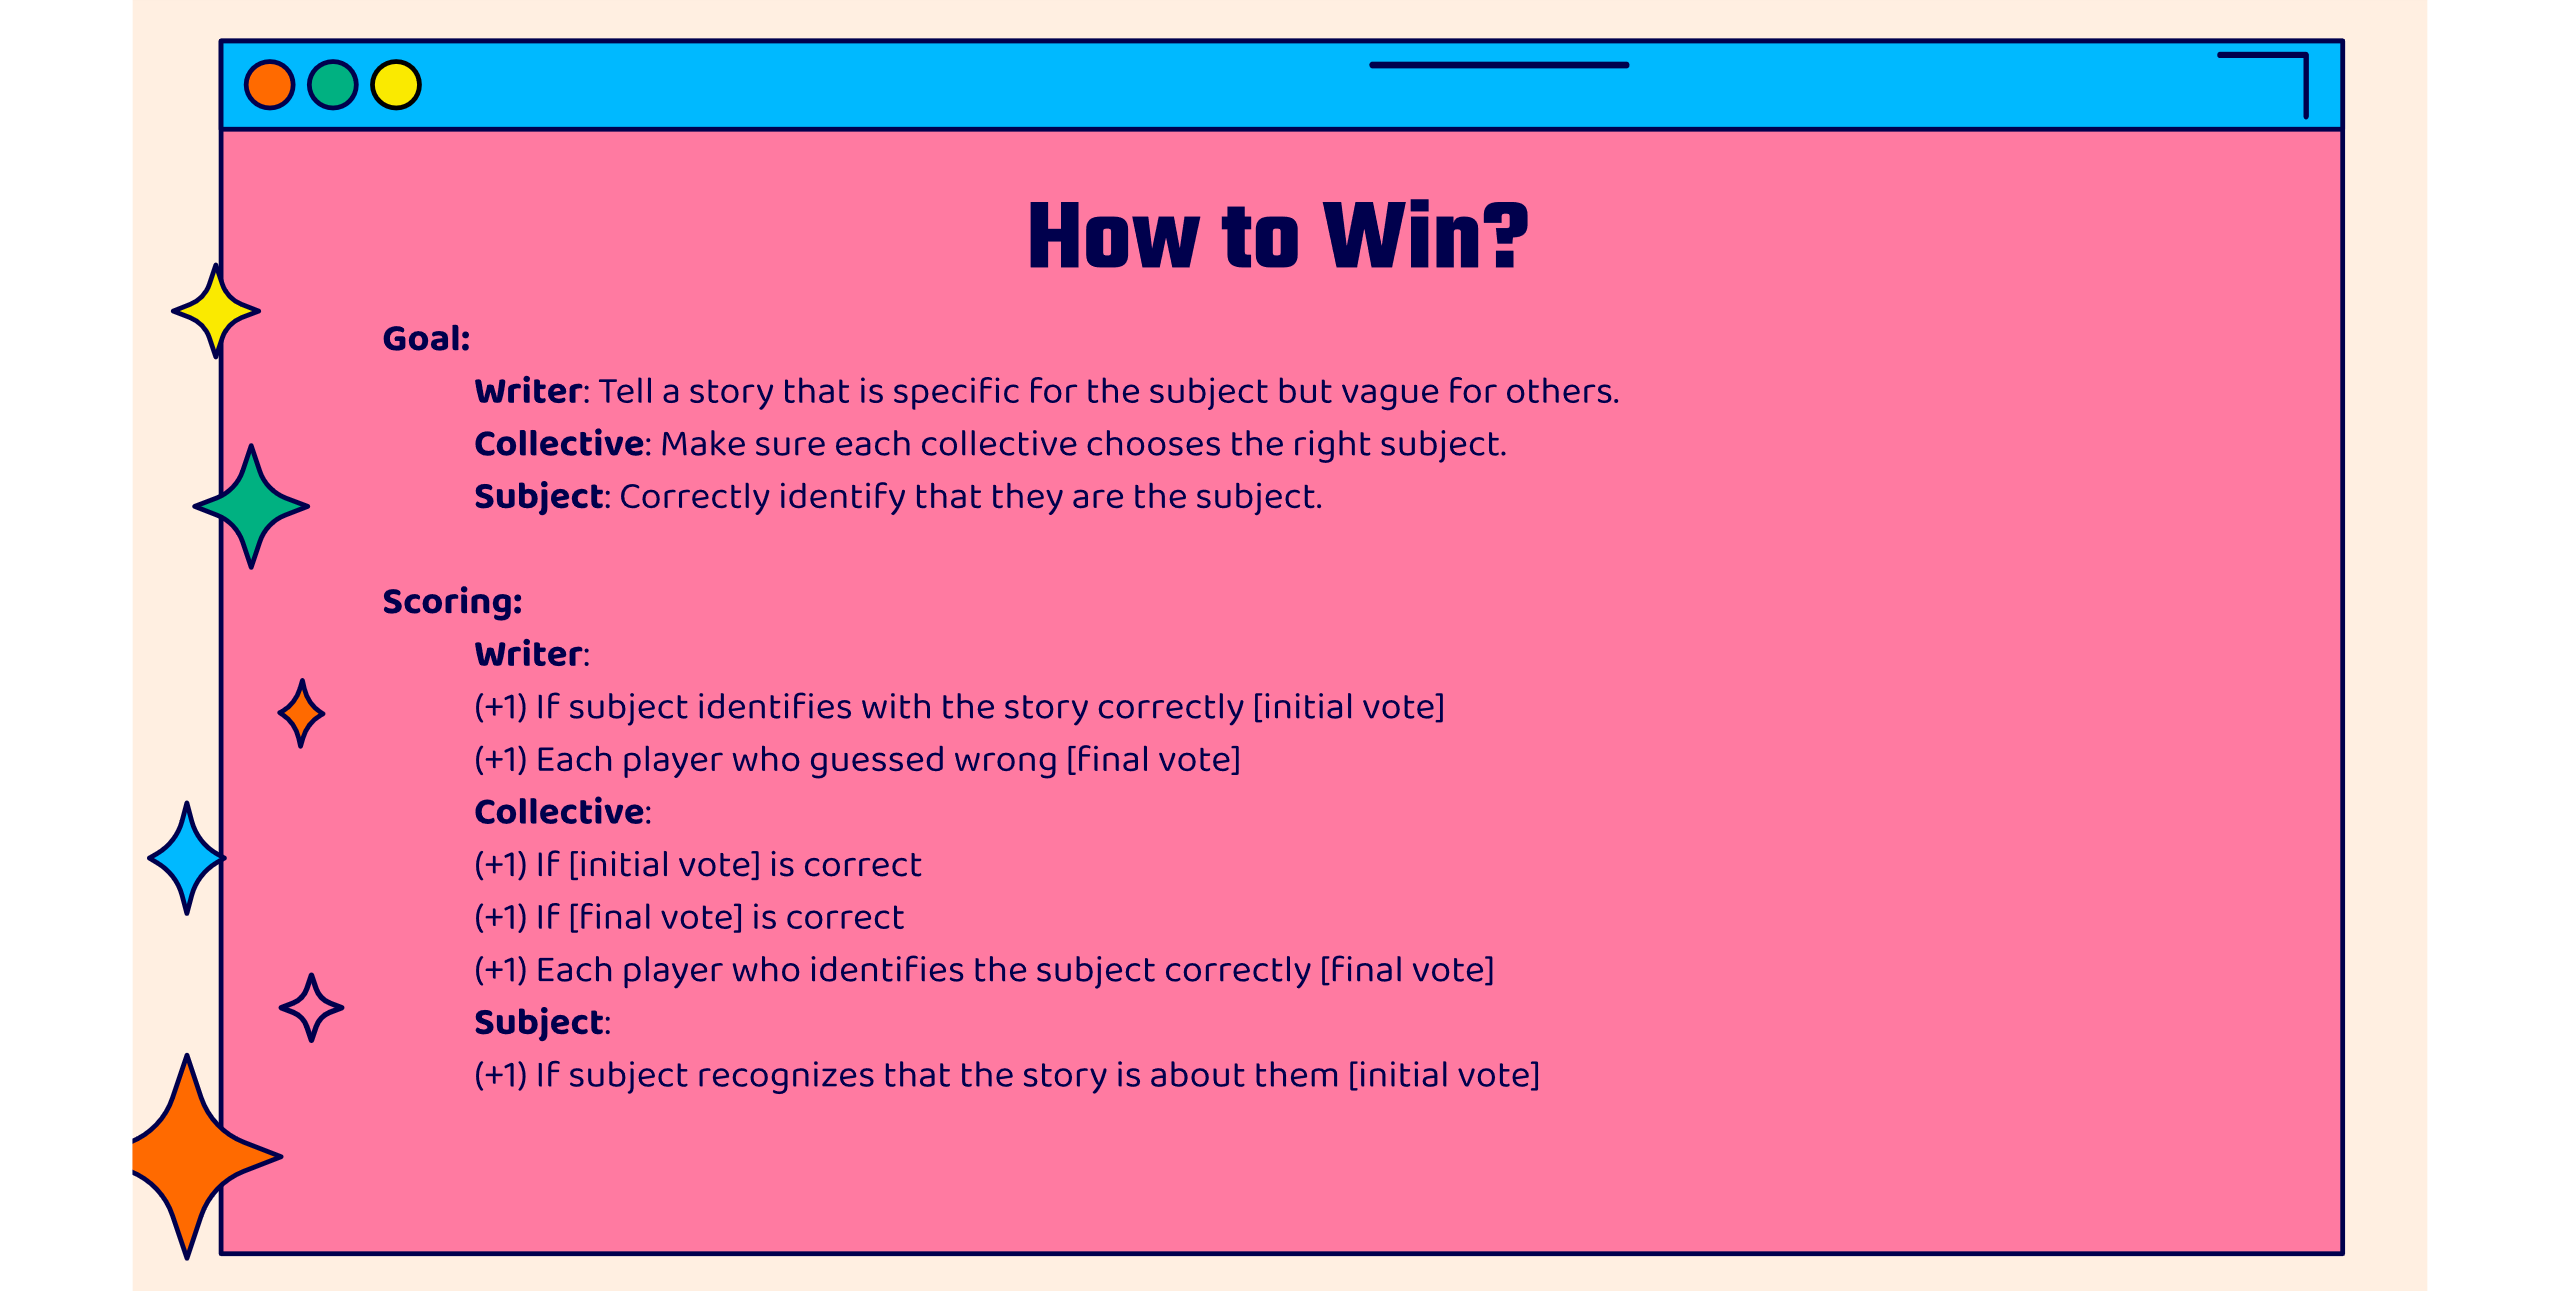 How to Win?
Goal:
Writer: Tell a story that is specific for the subject but vague for others.
Collective: Make sure each collective chooses the right subject.
Subject: Correctly identify that they are the subject.
Scoring:
Writer:
(+1) If subject identifies with the story correctly [initial vote]
(+1) Each player who guessed wrong [final vote]
Collective:
(+1) If [initial vote] is correct
(+1) If [final vote] is correct
(+1) Each player who identifies the subject correctly [final vote]
Subject:
(+1) If subject recognizes that the story is about them [initial vote]